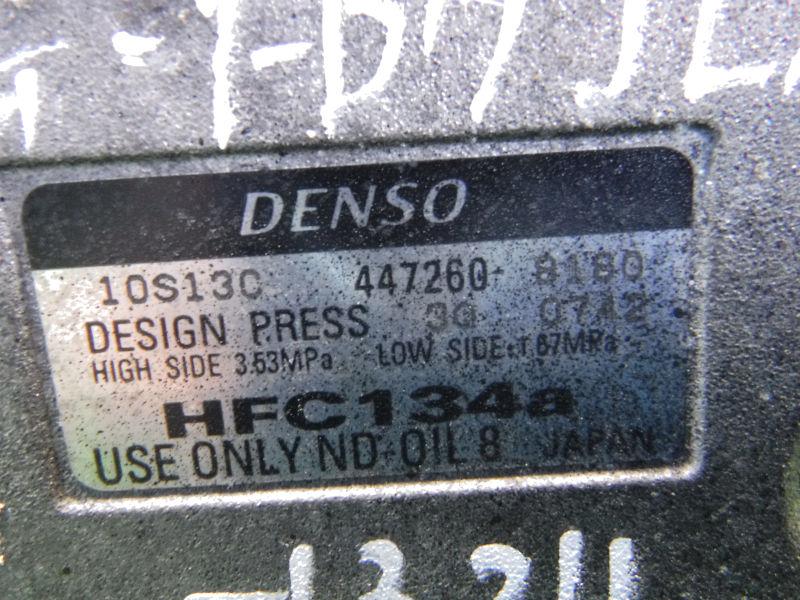 DENSO
10S13C 447260-8180
DESIGN PRESS 3G 0742
HIGH SIDE 3.53MPa LOW SIDE:1.67MPa
HFC134a
USE ONLY ND-OIL 8 JAPAN